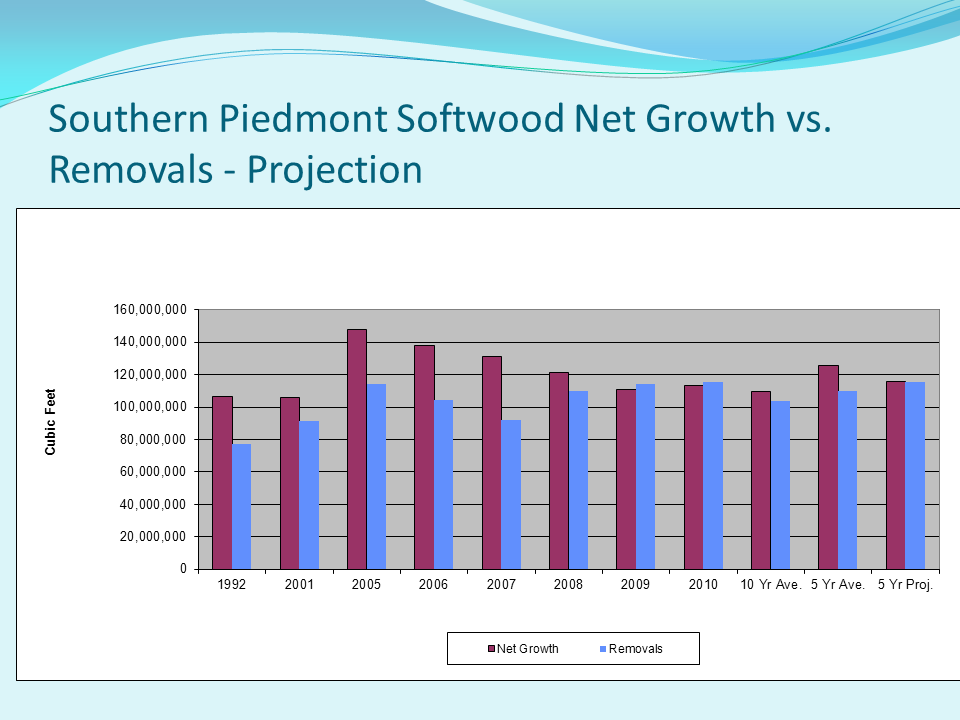 Southern Piedmont Softwood Net Growth vs.
Removals - Projection
160,000,000
140,000,000
120,000,000
100,000,000
80,000,000
60,000,000
40,000,000
20,000,000
0
Cubic Feet
1992 2001 2005 2006 2007 2008 2009 2010 10 Yr Ave. 5 Yr Ave. 5 Yr Proj.
Net Growth Removals